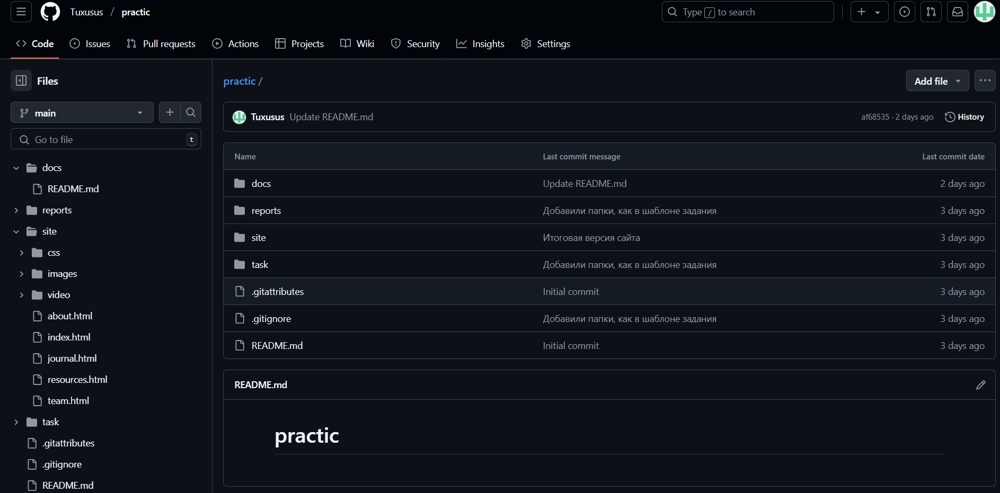 Tuxusus / practic
Type / to search
Code Issues Pull requests Actions Projects Wiki Security Insights Settings
Files
main
Go to file t
docs
README.md
reports
site
css
images
video
about.html
index.html
journal.html
resources.html
team.html
task
.gitattributes
.gitignore
README.md
practic /
Add file
Tuxusus Update README.md af68535 · 2 days ago History
Name Last commit message Last commit date
docs Update README.md 2 days ago
reports Добавили папки, как в шаблоне задания 3 days ago
site Итоговая версия сайта 3 days ago
task Добавили папки, как в шаблоне задания 3 days ago
.gitattributes Initial commit 3 days ago
.gitignore Добавили папки, как в шаблоне задания 3 days ago
README.md Initial commit 3 days ago
README.md
practic